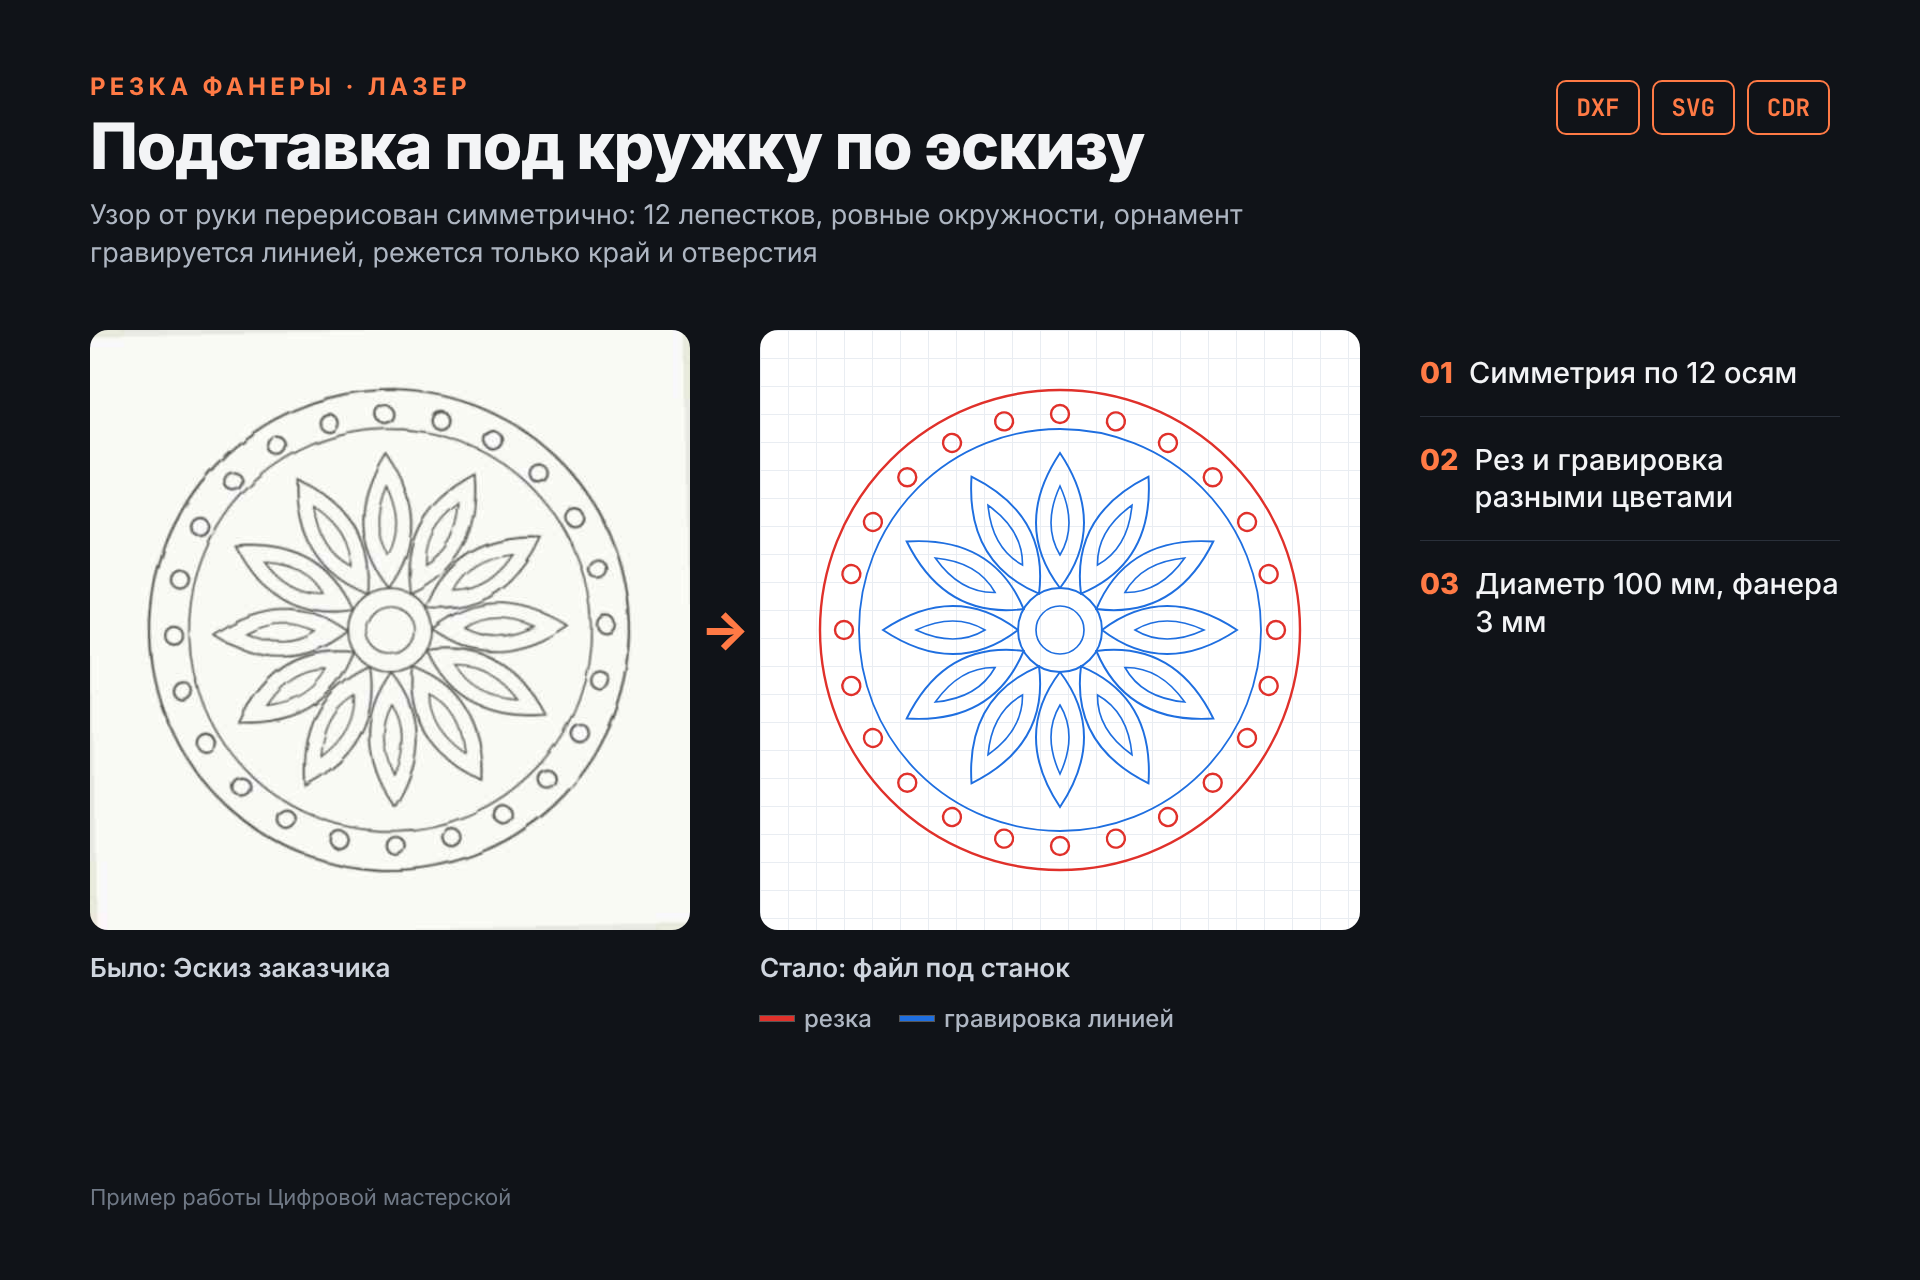 РЕЗКА ФАНЕРЫ · ЛАЗЕР
DXF
SVG
CDR
Подставка под кружку по эскизу
Узор от руки перерисован симметрично: 12 лепестков, ровные окружности, орнамент
гравируется линией, режется только край и отверстия
01 Симметрия по 12 осям
02 Рез и гравировка
разными цветами
03 Диаметр 100 мм, фанера
3 мм
Было: Эскиз заказчика
Стало: файл под станок
резка
гравировка линией
Пример работы Цифровой мастерской